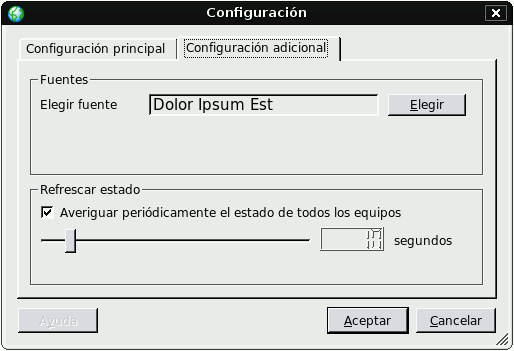 Configuración
Configuración principal
Configuración adicional
Fuentes
Elegir fuente
Dolor Ipsum Est
Elegir
Refrescar estado
Averiguar periódicamente el estado de todos los equipos
10 segundos
Ayuda
Aceptar
Cancelar